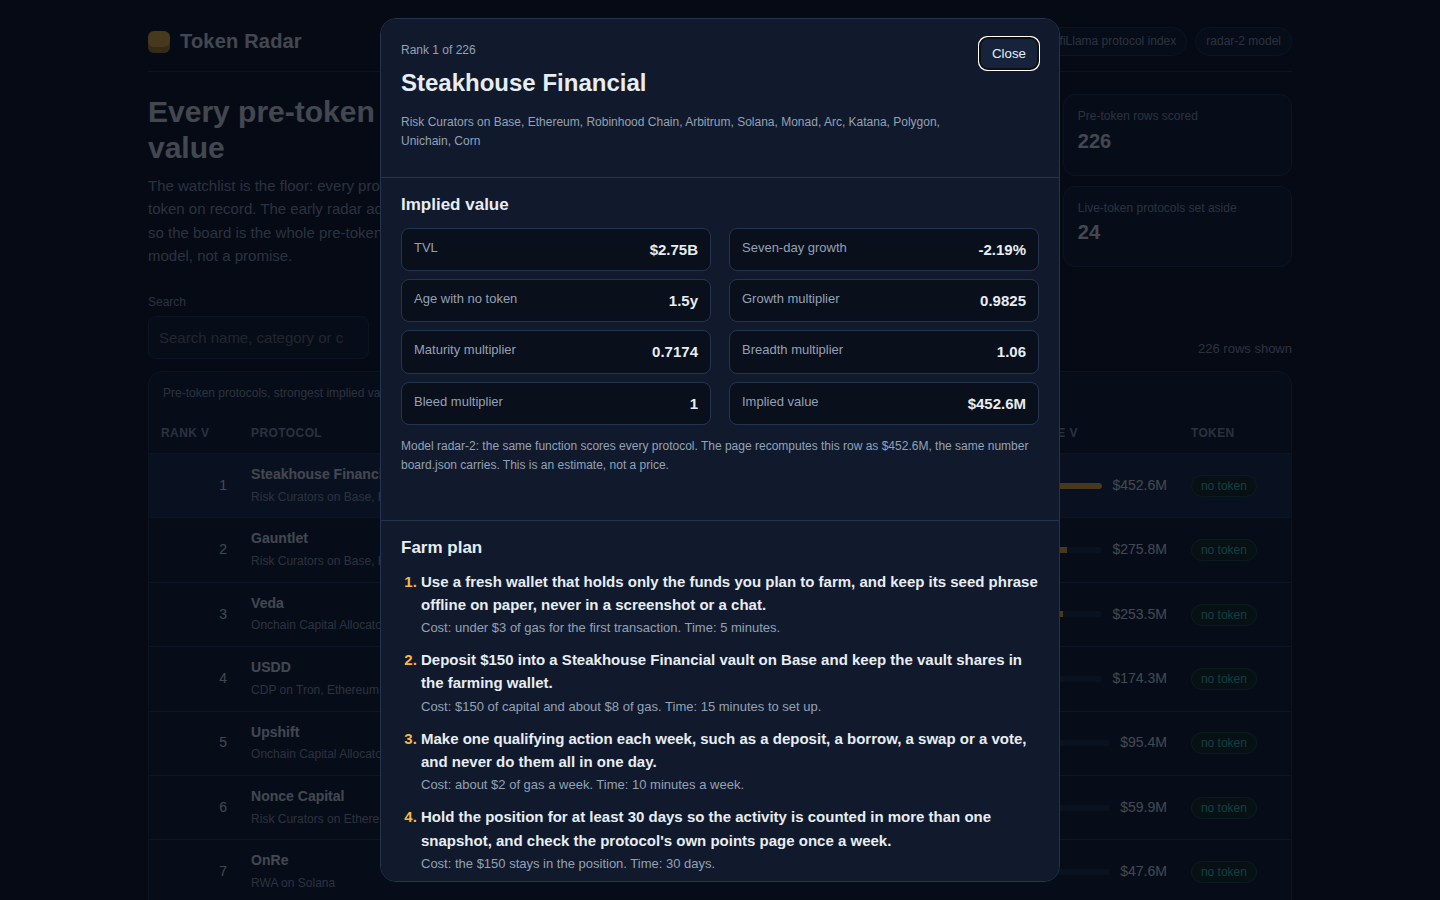 Token Radar
fiLlama protocol index
radar-2 model
Every pre-token
value
The watchlist is the floor: every pro
token on record. The early radar ad
so the board is the whole pre-token
model, not a promise.
Pre-token rows scored
226
Live-token protocols set aside
24
Search
Search name, category or c
226 rows shown
Pre-token protocols, strongest implied va
RANK V
PROTOCOL
E V
TOKEN
1
Steakhouse Financi
Risk Curators on Base,
$452.6M
no token
2
Gauntlet
Risk Curators on Base,
$275.8M
no token
3
Veda
Onchain Capital Allocato
$253.5M
no token
4
USDD
CDP on Tron, Ethereum
$174.3M
no token
5
Upshift
Onchain Capital Allocato
$95.4M
no token
6
Nonce Capital
Risk Curators on Ethere
$59.9M
no token
7
OnRe
RWA on Solana
$47.6M
no token
Rank 1 of 226
Close
Steakhouse Financial
Risk Curators on Base, Ethereum, Robinhood Chain, Arbitrum, Solana, Monad, Arc, Katana, Polygon,
Unichain, Corn
Implied value
TVL
$2.75B
Seven-day growth
-2.19%
Age with no token
1.5y
Growth multiplier
0.9825
Maturity multiplier
0.7174
Breadth multiplier
1.06
Bleed multiplier
1
Implied value
$452.6M
Model radar-2: the same function scores every protocol. The page recomputes this row as $452.6M, the same number
board.json carries. This is an estimate, not a price.
Farm plan
1. Use a fresh wallet that holds only the funds you plan to farm, and keep its seed phrase
offline on paper, never in a screenshot or a chat.
Cost: under $3 of gas for the first transaction. Time: 5 minutes.
2. Deposit $150 into a Steakhouse Financial vault on Base and keep the vault shares in
the farming wallet.
Cost: $150 of capital and about $8 of gas. Time: 15 minutes to set up.
3. Make one qualifying action each week, such as a deposit, a borrow, a swap or a vote,
and never do them all in one day.
Cost: about $2 of gas a week. Time: 10 minutes a week.
4. Hold the position for at least 30 days so the activity is counted in more than one
snapshot, and check the protocol's own points page once a week.
Cost: the $150 stays in the position. Time: 30 days.